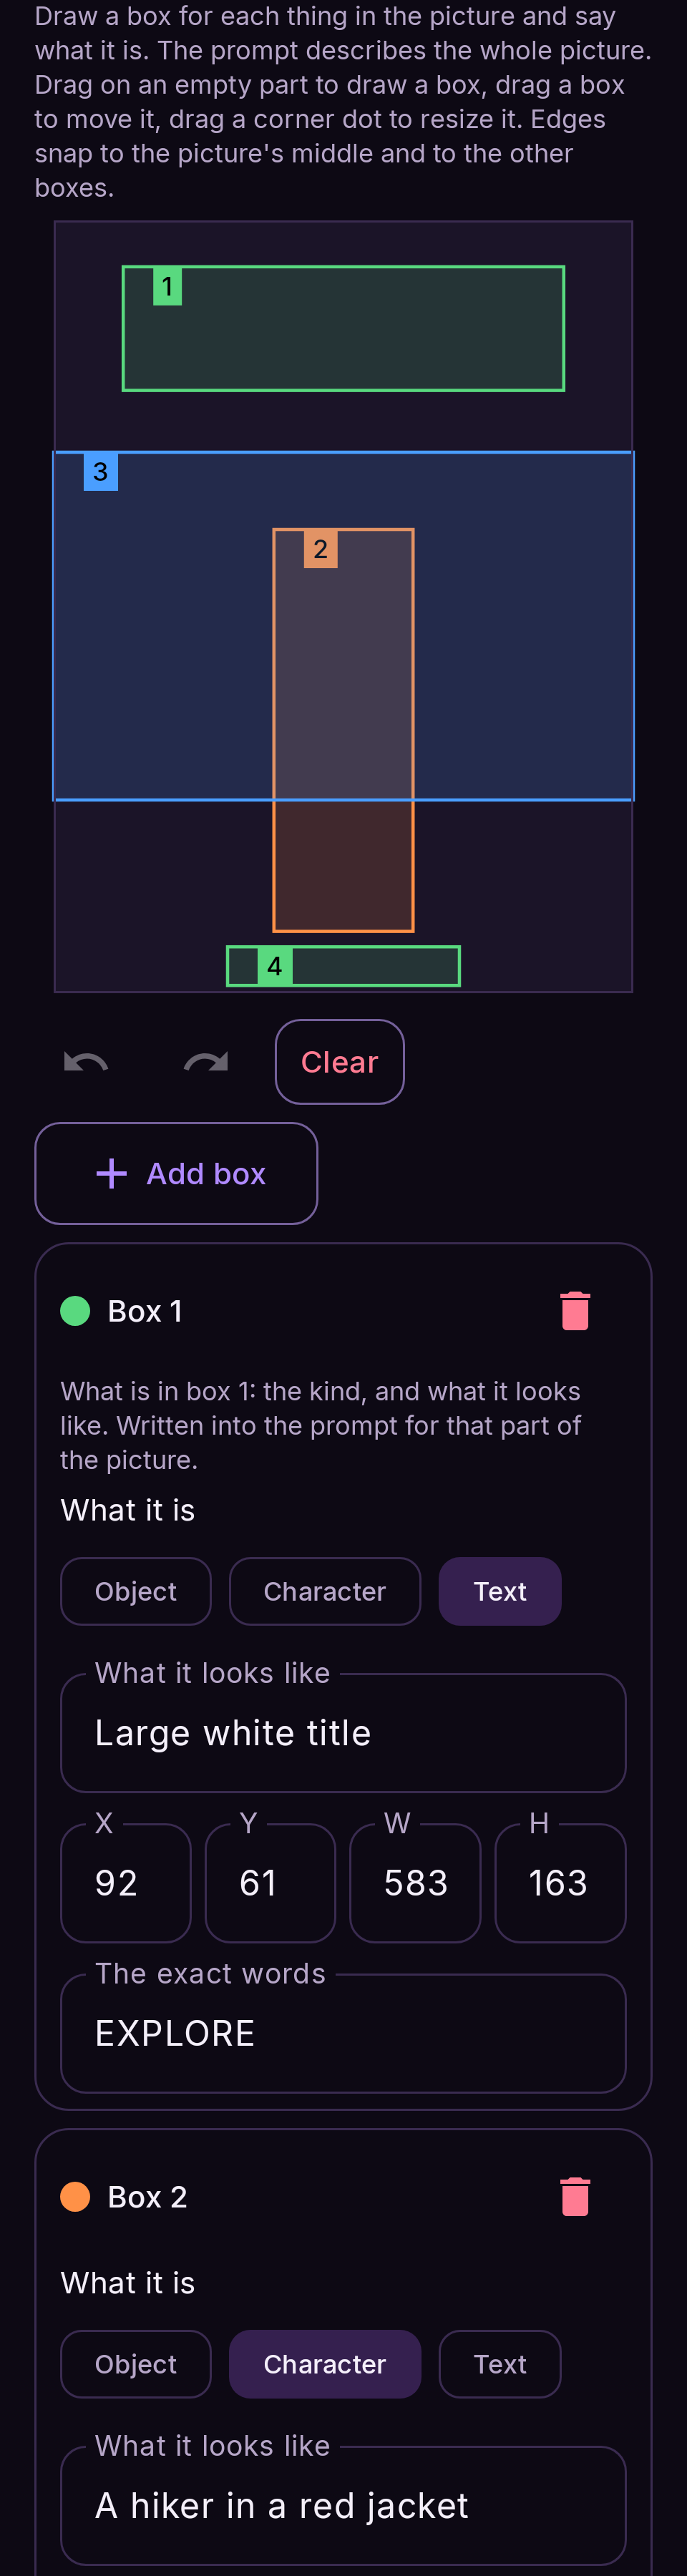 Draw a box for each thing in the picture and say
what it is. The prompt describes the whole picture.
Drag on an empty part to draw a box, drag a box
to move it, drag a corner dot to resize it. Edges
snap to the picture's middle and to the other
boxes.
1
3
2
4
Clear
Add box
Box 1
What is in box 1: the kind, and what it looks
like. Written into the prompt for that part of
the picture.
What it is
Object Character Text
What it looks like
Large white title
X Y W H
92 61 583 163
The exact words
EXPLORE
Box 2
What it is
Object Character Text
What it looks like
A hiker in a red jacket